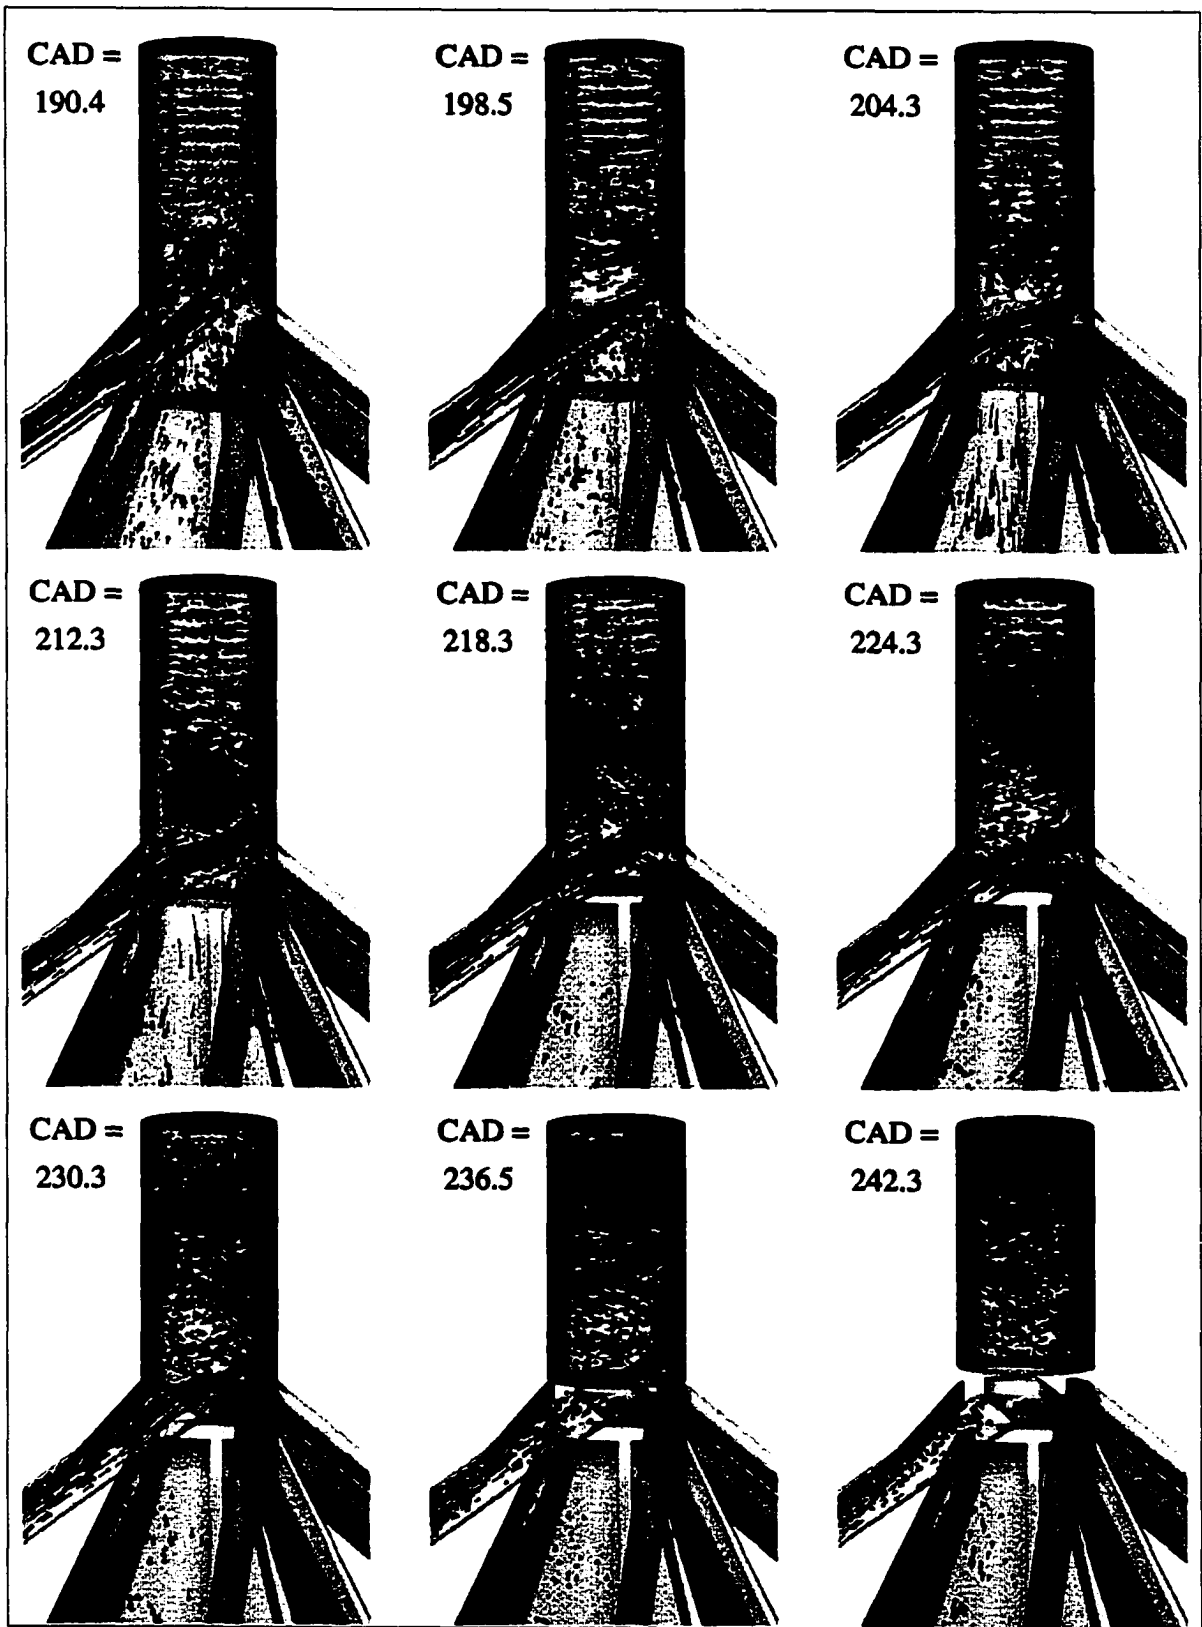 CAD =
190.4
CAD =
198.5
CAD =
204.3
CAD =
212.3
CAD =
218.3
CAD =
224.3
CAD =
230.3
CAD =
236.5
CAD =
242.3